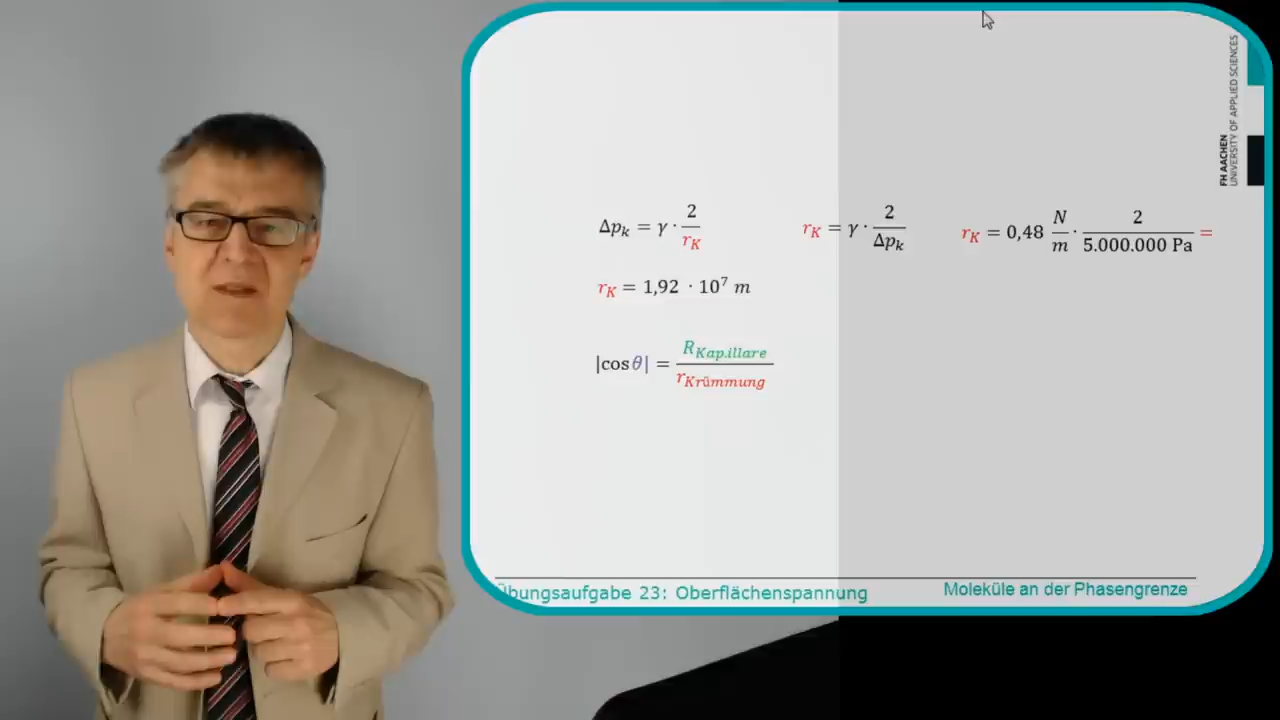 FH AACHEN
UNIVERSITY OF APPLIED SCIENCES
Δp_k = γ · 2/r_K
r_K = γ · 2/Δp_k
r_K = 0,48 N/m · 2/5.000.000 Pa =
r_K = 1,92 · 10^7 m
|cos θ| = R_Kap.illare/r_Krümmung
Übungsaufgabe 23: Oberflächenspannung
Moleküle an der Phasengrenze